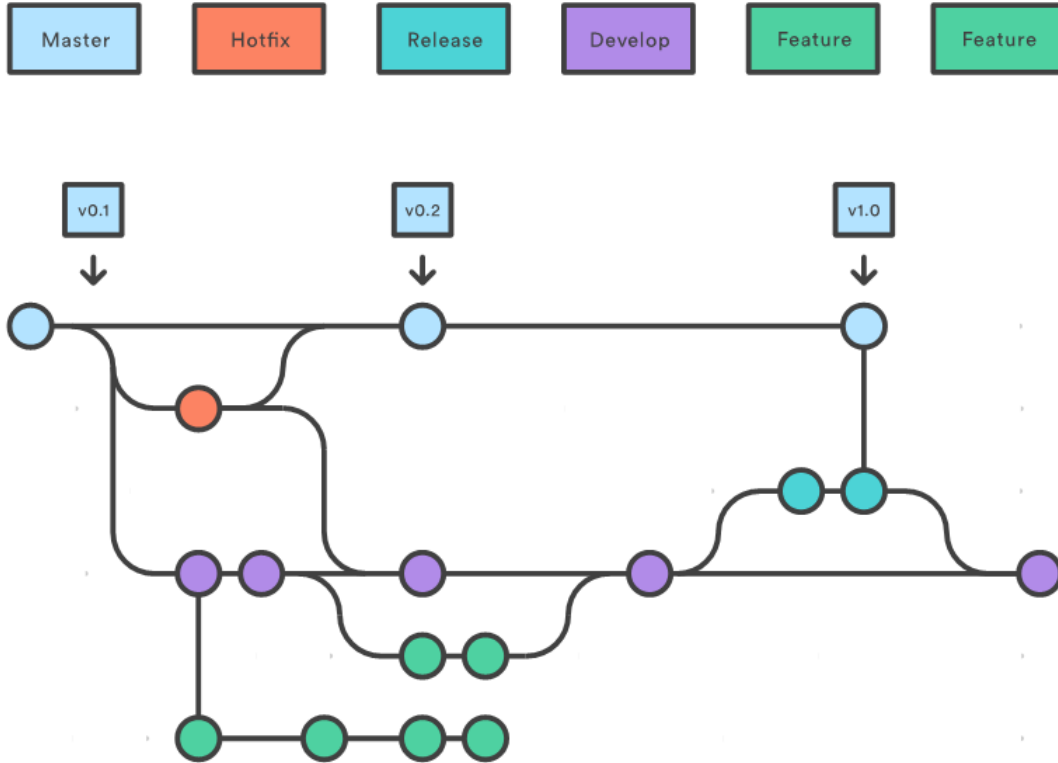 Master
Hotfix
Release
Develop
Feature
Feature
v0.1
v0.2
v1.0